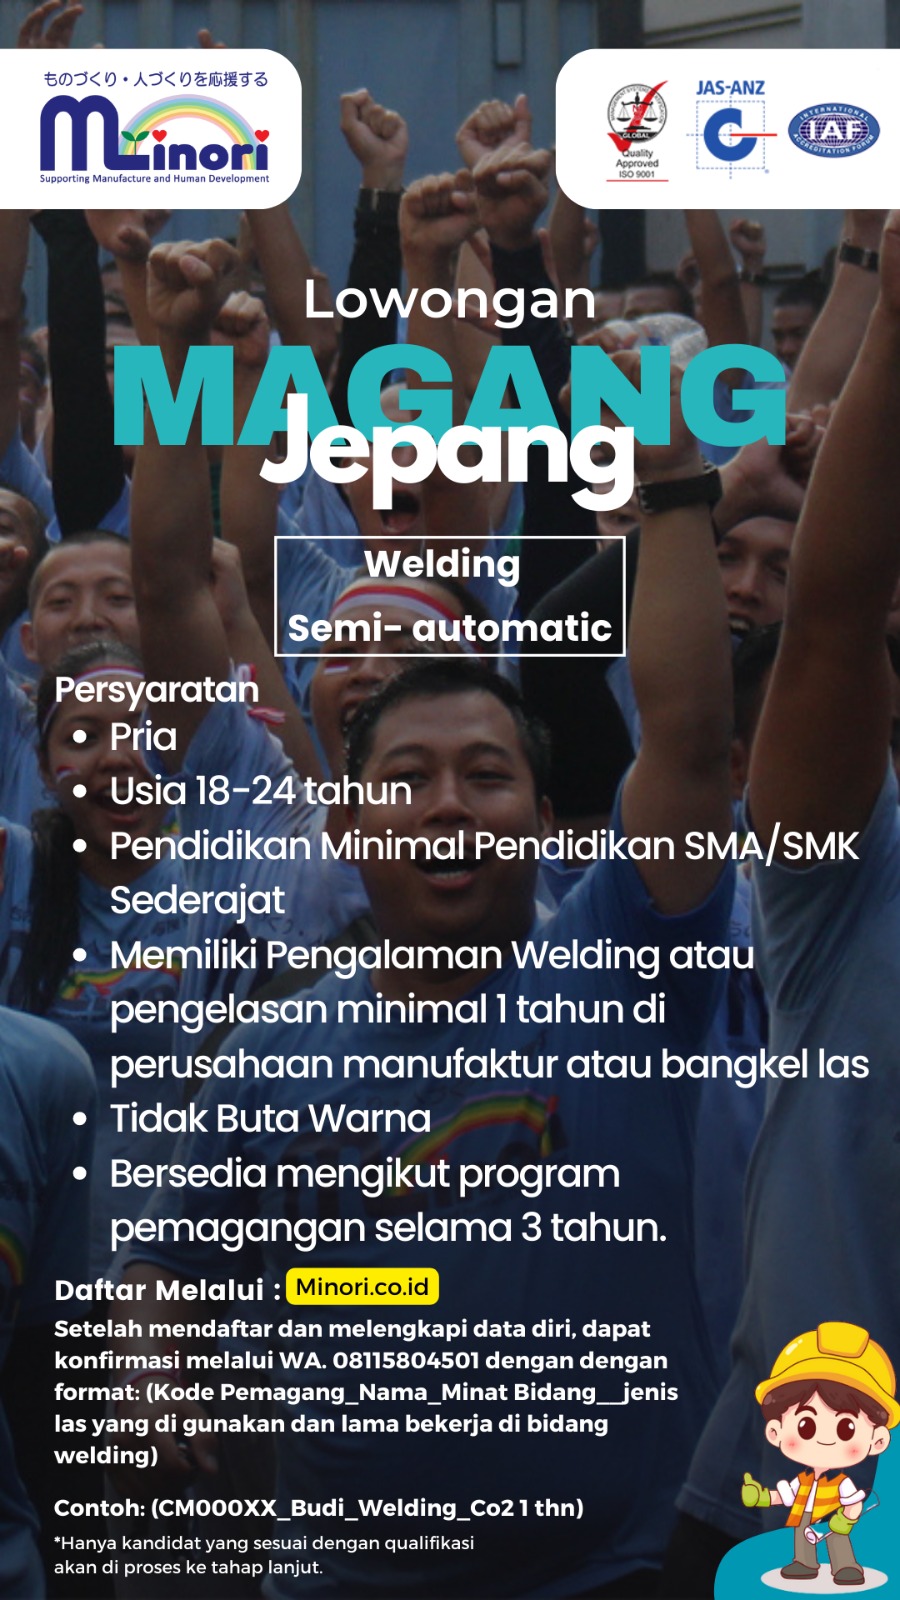 ものづくり・人づくりを応援する
Minori
Supporting Manufacture and Human Development
GLOBAL
Quality
Approved
ISO 9001
JAS-ANZ
INTERNATIONAL
IAF
ACCREDITATION FORUM
Lowongan
MAGANG
Jepang
Welding
Semi- automatic
Persyaratan
• Pria
• Usia 18-24 tahun
• Pendidikan Minimal Pendidikan SMA/SMK
Sederajat
• Memiliki Pengalaman Welding atau
pengelasan minimal 1 tahun di
perusahaan manufaktur atau bangkel las
• Tidak Buta Warna
• Bersedia mengikut program
pemagangan selama 3 tahun.
Daftar Melalui : Minori.co.id
Setelah mendaftar dan melengkapi data diri, dapat
konfirmasi melalui WA. 08115804501 dengan dengan
format: (Kode Pemagang_Nama_Minat Bidang__jenis
las yang di gunakan dan lama bekerja di bidang
welding)
Contoh: (CM000XX_Budi_Welding_Co2 1 thn)
*Hanya kandidat yang sesuai dengan qualifikasi
akan di proses ke tahap lanjut.